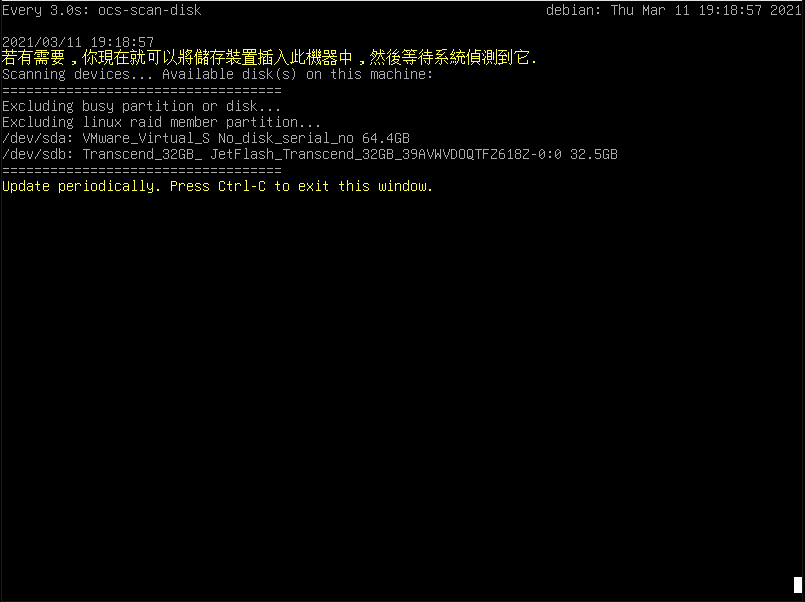 Every 3.0s: ocs-scan-disk debian: Thu Mar 11 19:18:57 2021
2021/03/11 19:18:57
若有需要，你現在就可以將儲存裝置插入此機器中，然後等待系統偵測到它.
Scanning devices... Available disk(s) on this machine:
===================================
Excluding busy partition or disk...
Excluding linux raid member partition...
/dev/sda: VMware_Virtual_S No_disk_serial_no 64.4GB
/dev/sdb: Transcend_32GB_ JetFlash_Transcend_32GB_39AVWVDOQTFZ618Z-0:0 32.5GB
===================================
Update periodically. Press Ctrl-C to exit this window.